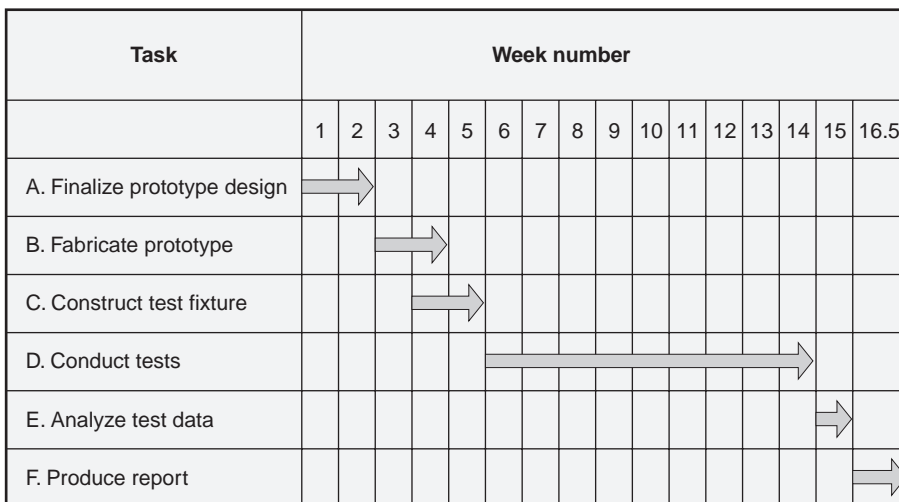 Task Week number
1 2 3 4 5 6 7 8 9 10 11 12 13 14 15 16.5
A. Finalize prototype design
B. Fabricate prototype
C. Construct test fixture
D. Conduct tests
E. Analyze test data
F. Produce report